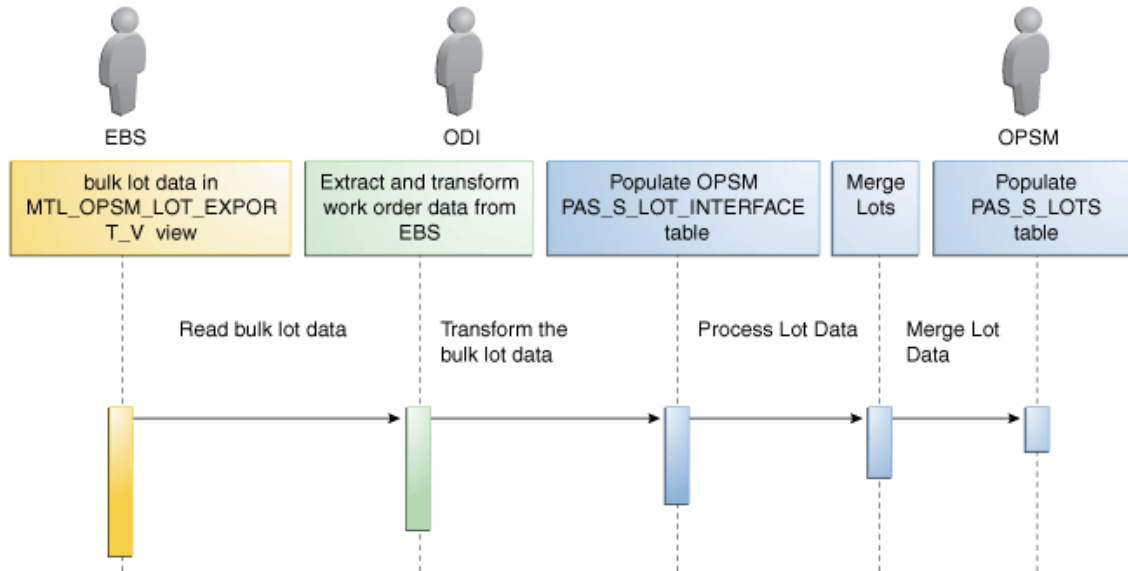 EBS
ODI
OPSM
bulk lot data in
MTL_OPSM_LOT_EXPOR
T_V view
Extract and transform
work order data from
EBS
Populate OPSM
PAS_S_LOT_INTERFACE
table
Merge
Lots
Populate
PAS_S_LOTS
table
Read bulk lot data
Transform the
bulk lot data
Process Lot Data
Merge Lot
Data